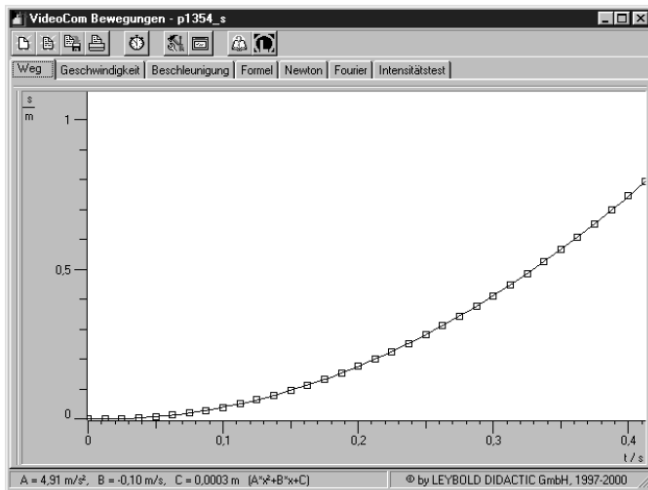 VideoCom Bewegungen - p1354_s
Weg Geschwindigkeit Beschleunigung Formel Newton Fourier Intensitätstest
s
m
1
0,5
0
0 0,1 0,2 0,3 0,4
t / s
A = 4,91 m/s², B = -0,10 m/s, C = 0,0003 m (A*x²+B*x+C) © by LEYBOLD DIDACTIC GmbH, 1997-2000